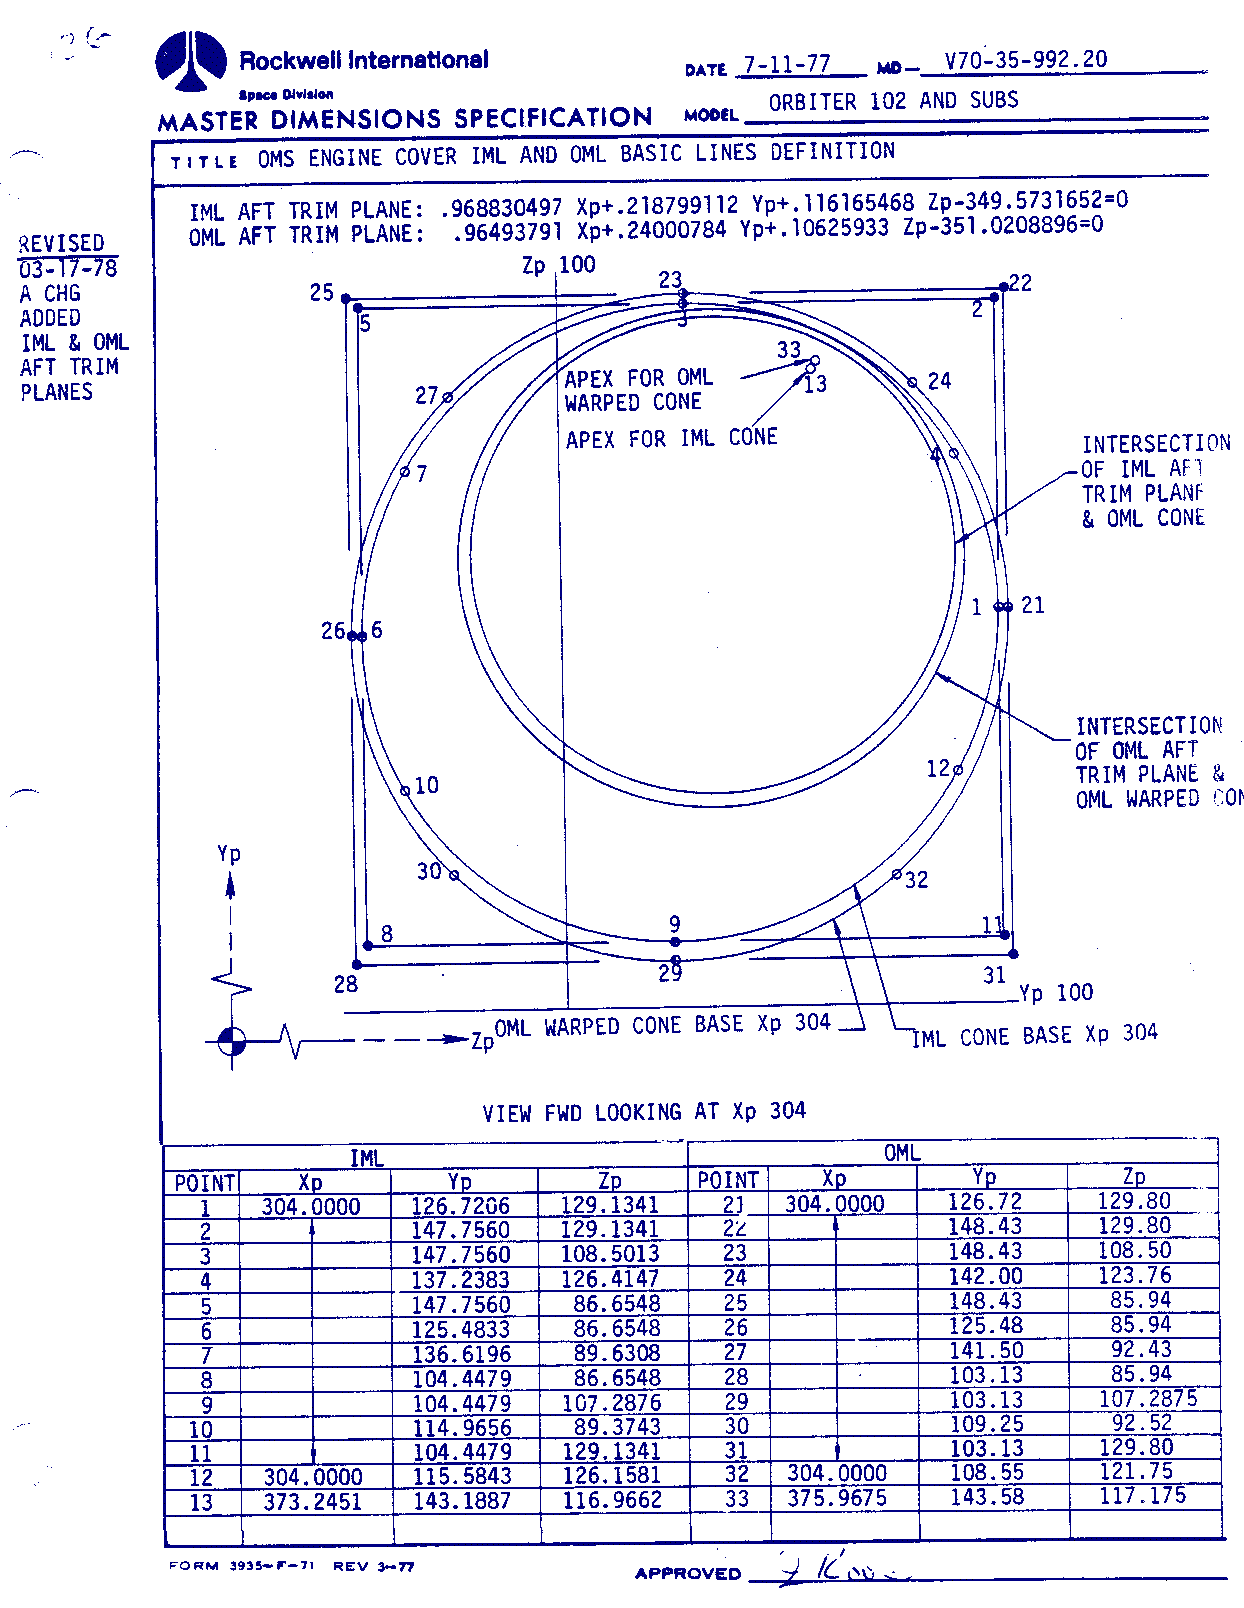 Rockwell International
Space Division
MASTER DIMENSIONS SPECIFICATION
DATE 7-11-77 MD- V70-35-992.20
MODEL ORBITER 102 AND SUBS
TITLE OMS ENGINE COVER IML AND OML BASIC LINES DEFINITION
IML AFT TRIM PLANE: .968830497 Xp+.218799112 Yp+.116165468 Zp-349.5731652=0
OML AFT TRIM PLANE: .96493791 Xp+.24000784 Yp+.10625933 Zp-351.0208896=0
REVISED
03-17-78
A CHG
ADDED
IML & OML
AFT TRIM
PLANES
Zp 100
25
23
22
5
3
2
33
13
27
24
APEX FOR OML
WARPED CONE
APEX FOR IML CONE
7
4
INTERSECTION
OF IML AFT
TRIM PLANE
& OML CONE
26
6
1
21
INTERSECTION
OF OML AFT
TRIM PLANE &
OML WARPED CON
10
12
30
32
Yp
8
9
11
28
29
31
Yp 100
Zp
OML WARPED CONE BASE Xp 304
IML CONE BASE Xp 304
VIEW FWD LOOKING AT Xp 304
IML OML
POINT Xp Yp Zp POINT Xp Yp Zp
1 304.0000 126.7206 129.1341 21 304.0000 126.72 129.80
2 147.7560 129.1341 22 148.43 129.80
3 147.7560 108.5013 23 148.43 108.50
4 137.2383 126.4147 24 142.00 123.76
5 147.7560 86.6548 25 148.43 85.94
6 125.4833 86.6548 26 125.48 85.94
7 136.6196 89.6308 27 141.50 92.43
8 104.4479 86.6548 28 103.13 85.94
9 104.4479 107.2876 29 103.13 107.2875
10 114.9656 89.3743 30 109.25 92.52
11 104.4479 129.1341 31 103.13 129.80
12 304.0000 115.5843 126.1581 32 304.0000 108.55 121.75
13 373.2451 143.1887 116.9662 33 375.9675 143.58 117.175
FORM 3935-F-71 REV 3-77
APPROVED